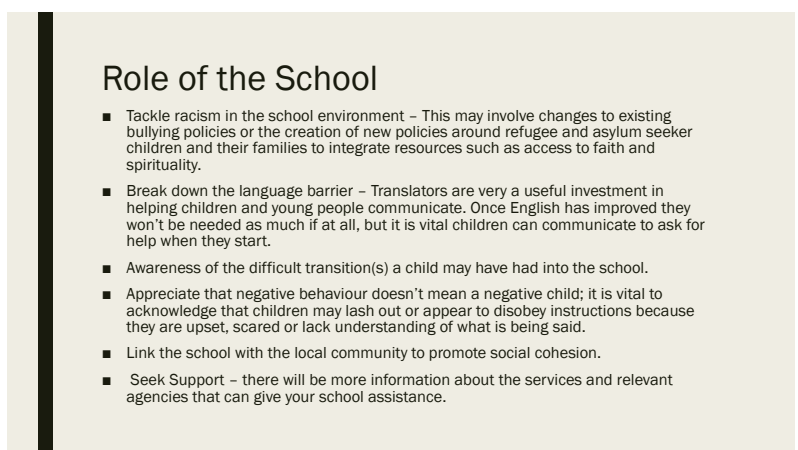 Role of the School
■ Tackle racism in the school environment – This may involve changes to existing
bullying policies or the creation of new policies around refugee and asylum seeker
children and their families to integrate resources such as access to faith and
spirituality.
■ Break down the language barrier – Translators are very a useful investment in
helping children and young people communicate. Once English has improved they
won't be needed as much if at all, but it is vital children can communicate to ask for
help when they start.
■ Awareness of the difficult transition(s) a child may have had into the school.
■ Appreciate that negative behaviour doesn't mean a negative child; it is vital to
acknowledge that children may lash out or appear to disobey instructions because
they are upset, scared or lack understanding of what is being said.
■ Link the school with the local community to promote social cohesion.
■ Seek Support – there will be more information about the services and relevant
agencies that can give your school assistance.